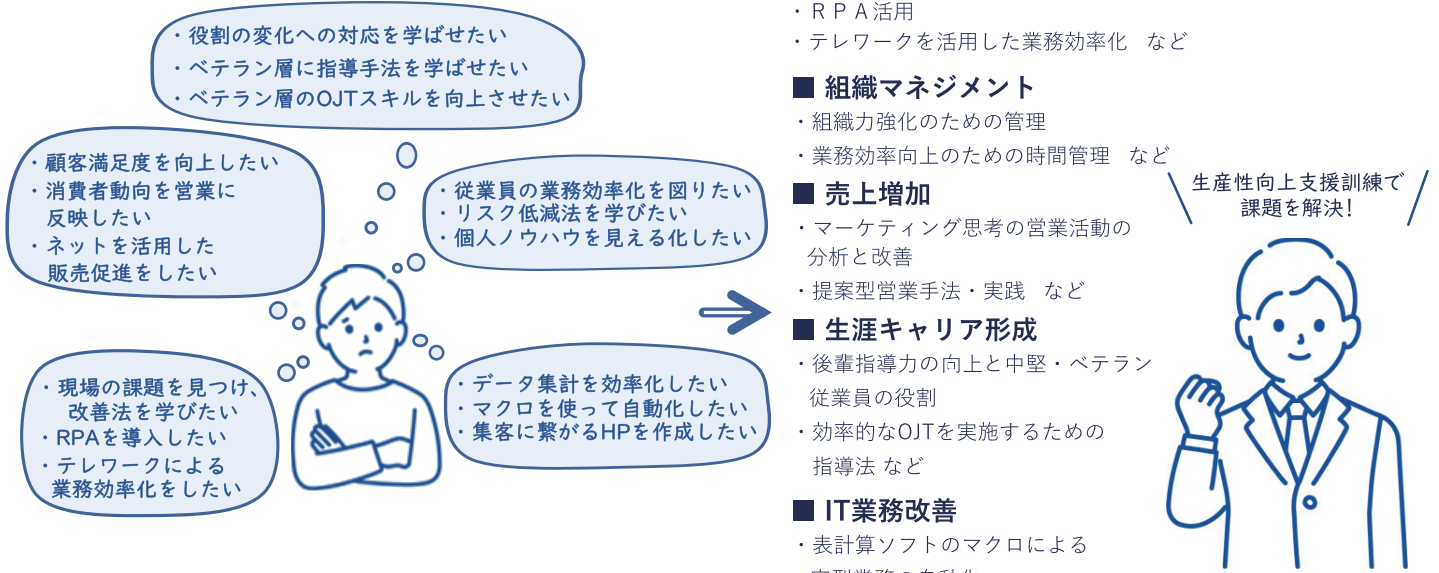 ・役割の変化への対応を学ばせたい
・ベテラン層に指導手法を学ばせたい
・ベテラン層のOJTスキルを向上させたい
・顧客満足度を向上したい
・消費者動向を営業に
反映したい
・ネットを活用した
販売促進をしたい
・従業員の業務効率化を図りたい
・リスク低減法を学びたい
・個人ノウハウを見える化したい
・現場の課題を見つけ、
改善法を学びたい
・RPAを導入したい
・テレワークによる
業務効率化をしたい
・データ集計を効率化したい
・マクロを使って自動化したい
・集客に繋がるHPを作成したい
・ＲＰＡ活用
・テレワークを活用した業務効率化 など
■ 組織マネジメント
・組織力強化のための管理
・業務効率向上のための時間管理 など
■ 売上増加
・マーケティング思考の営業活動の
分析と改善
・提案型営業手法・実践 など
■ 生涯キャリア形成
・後輩指導力の向上と中堅・ベテラン
従業員の役割
・効率的なOJTを実施するための
指導法 など
■ IT業務改善
・表計算ソフトのマクロによる
生産性向上支援訓練で
課題を解決！